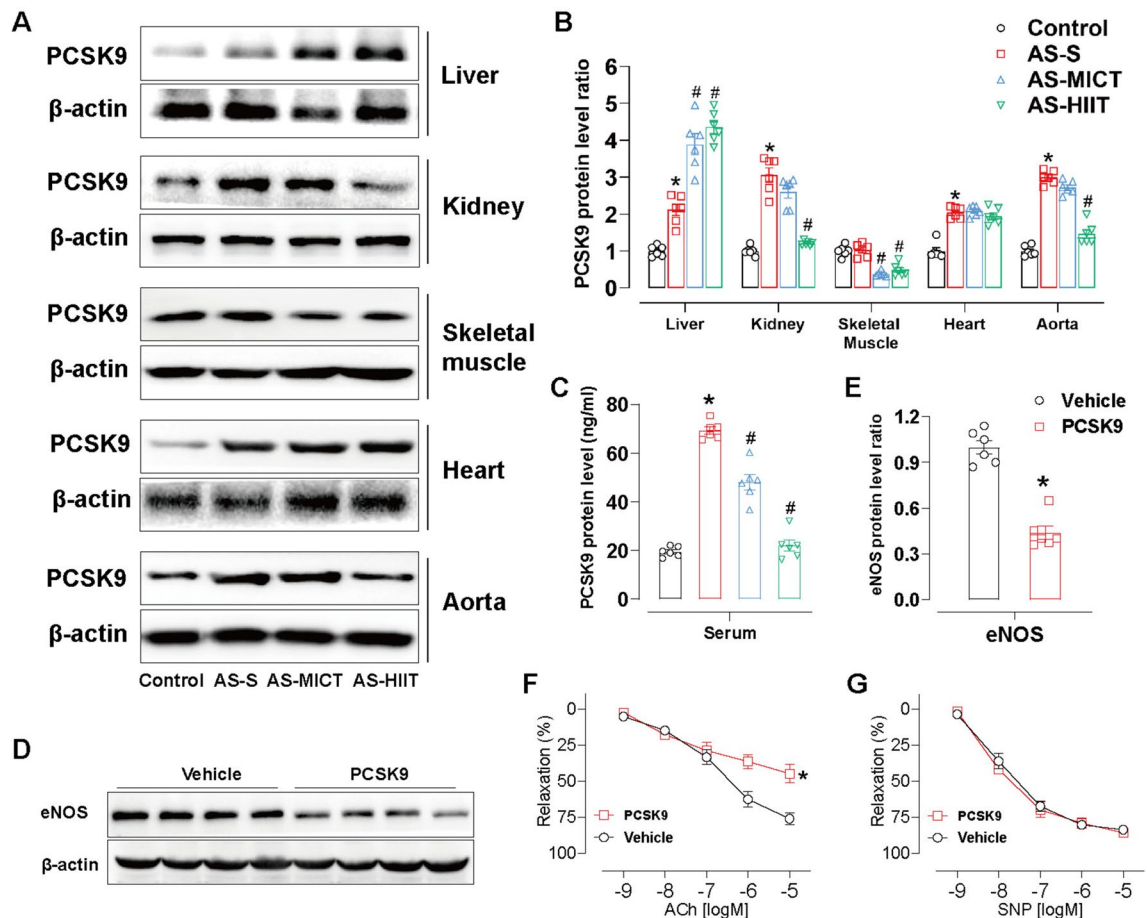 A
PCSK9
β-actin
Liver
PCSK9
β-actin
Kidney
PCSK9
β-actin
Skeletal
muscle
PCSK9
β-actin
Heart
PCSK9
β-actin
Aorta
Control AS-S AS-MICT AS-HIIT
B
Control
AS-S
AS-MICT
AS-HIIT
PCSK9 protein level ratio
6
5
4
3
2
1
0
* # #
* #
# #
*
* #
Liver Kidney Skeletal Muscle Heart Aorta
C
PCSK9 protein level (ng/ml)
80
60
40
20
0
* # #
Serum
E
Vehicle
PCSK9
eNOS protein level ratio
1.2
0.9
0.6
0.3
0.0
*
eNOS
D
Vehicle PCSK9
eNOS
β-actin
F
Relaxation (%)
0
25
50
75
100
*
PCSK9
Vehicle
-9 -8 -7 -6 -5
ACh [logM]
G
Relaxation (%)
0
25
50
75
100
PCSK9
Vehicle
-9 -8 -7 -6 -5
SNP [logM]